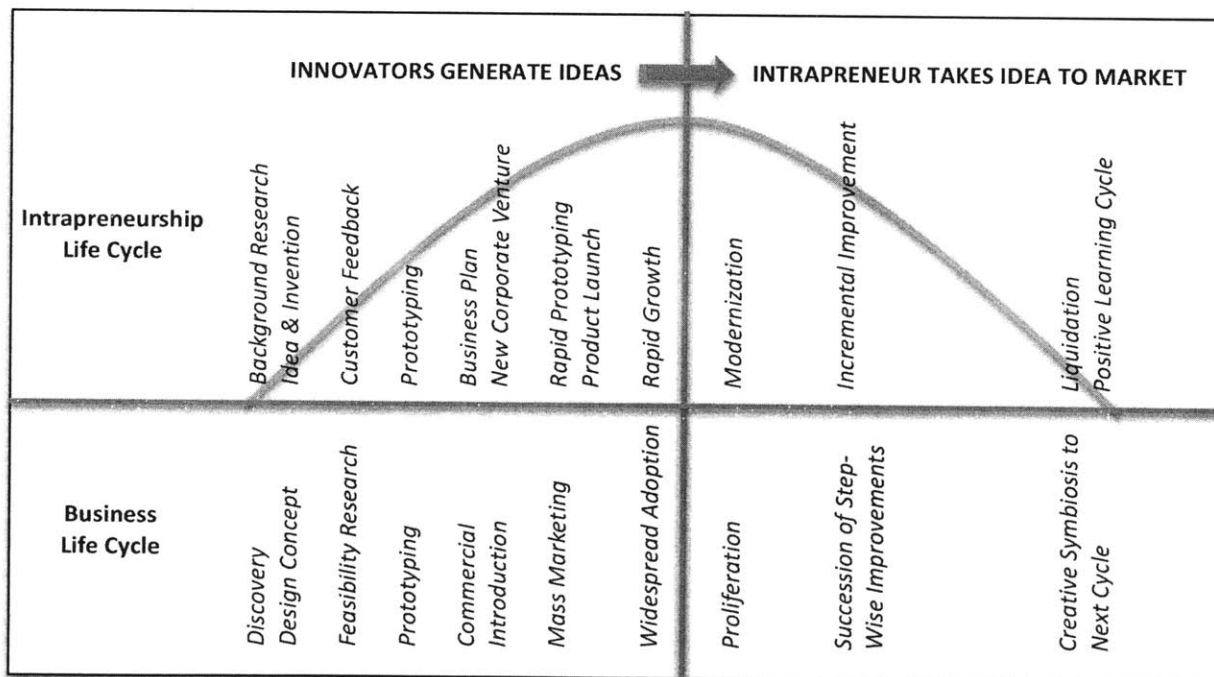 INNOVATORS GENERATE IDEAS
INTRAPRENEUR TAKES IDEA TO MARKET
Intrapreneurship
Life Cycle
Background Research
Idea & Invention
Customer Feedback
Prototyping
Business Plan
New Corporate Venture
Rapid Prototyping
Product Launch
Rapid Growth
Modernization
Incremental Improvement
Liquidation
Positive Learning Cycle
Business
Life Cycle
Discovery
Design Concept
Feasibility Research
Prototyping
Commercial
Introduction
Mass Marketing
Widespread Adoption
Proliferation
Succession of Step-
Wise Improvements
Creative Symbiosis to
Next Cycle